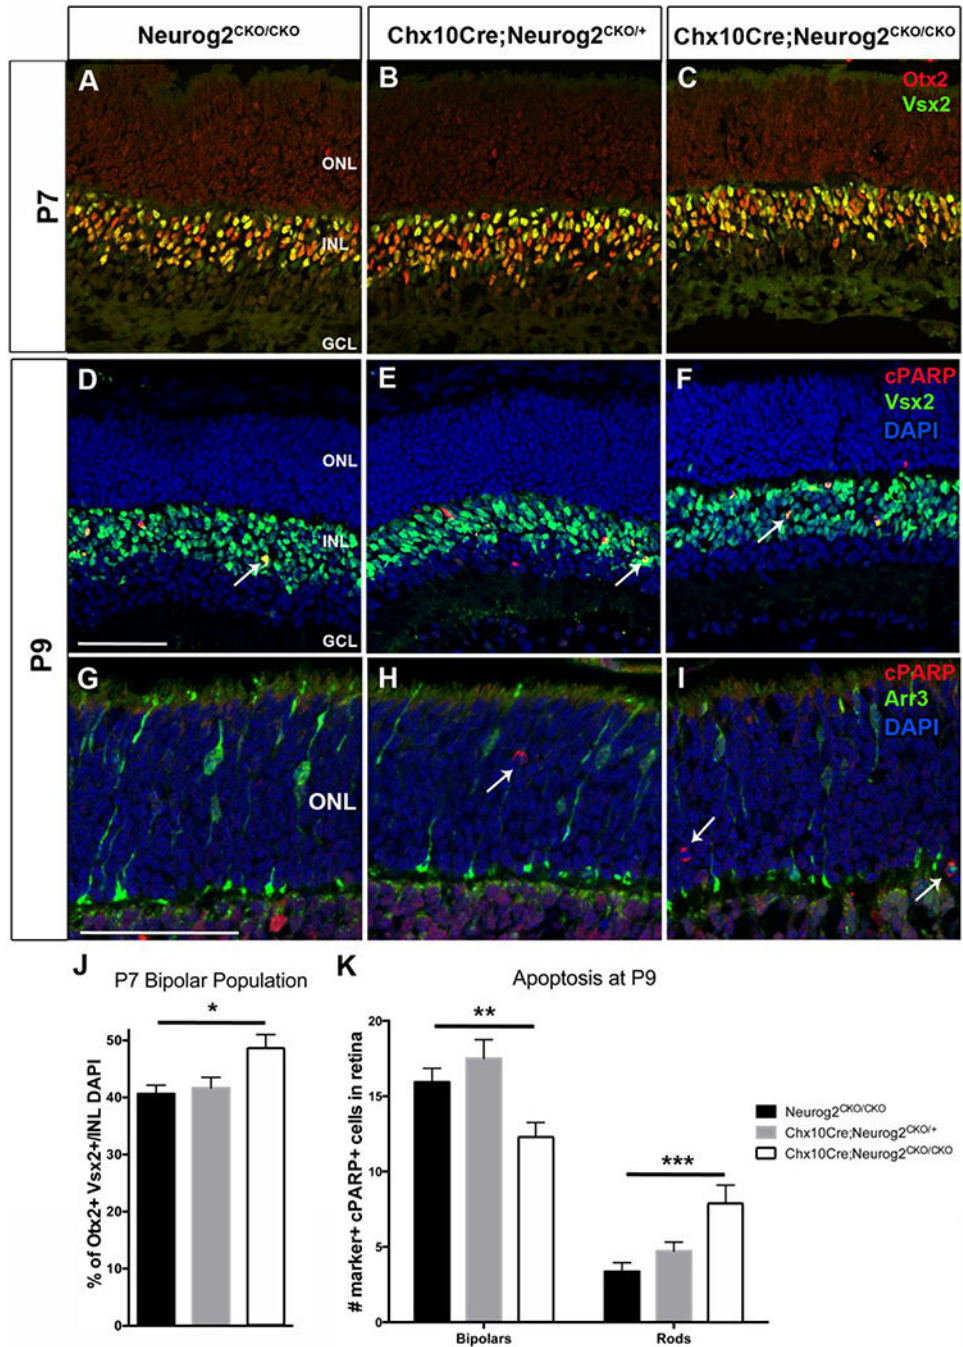 Neurog2CKO/CKO
Chx10Cre;Neurog2CKO/+
Chx10Cre;Neurog2CKO/CKO
P7
A
ONL
INL
GCL
B
C
Otx2
Vsx2
P9
D
ONL
INL
GCL
E
F
cPARP
Vsx2
DAPI
G
ONL
H
I
cPARP
Arr3
DAPI
J
P7 Bipolar Population
*
% of Otx2+ Vsx2+/INL DAPI
50
40
30
20
10
0
K
Apoptosis at P9
# marker+ cPARP+ cells in retina
20
15
10
5
0
**
***
Bipolars
Rods
Neurog2CKO/CKO
Chx10Cre;Neurog2CKO/+
Chx10Cre;Neurog2CKO/CKO